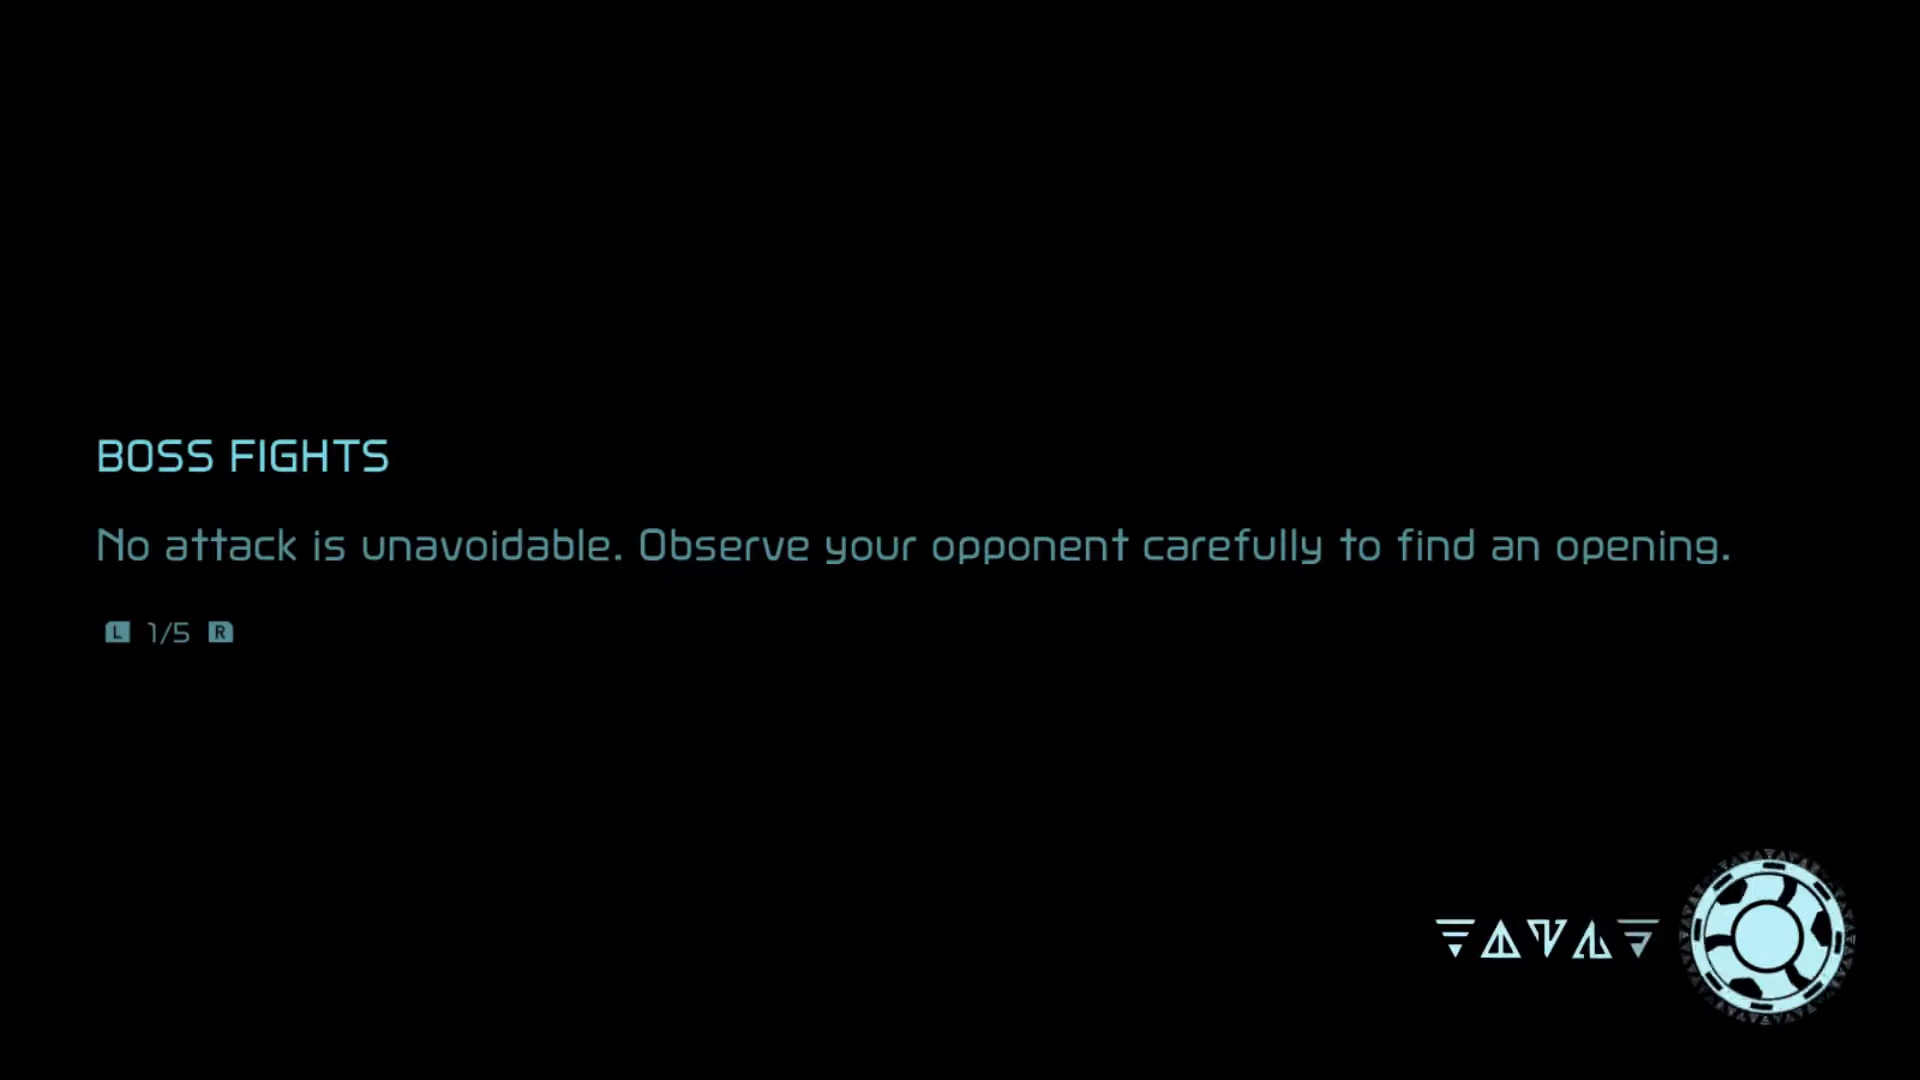 BOSS FIGHTS
No attack is unavoidable. Observe your opponent carefully to find an opening.
L 1/5 R